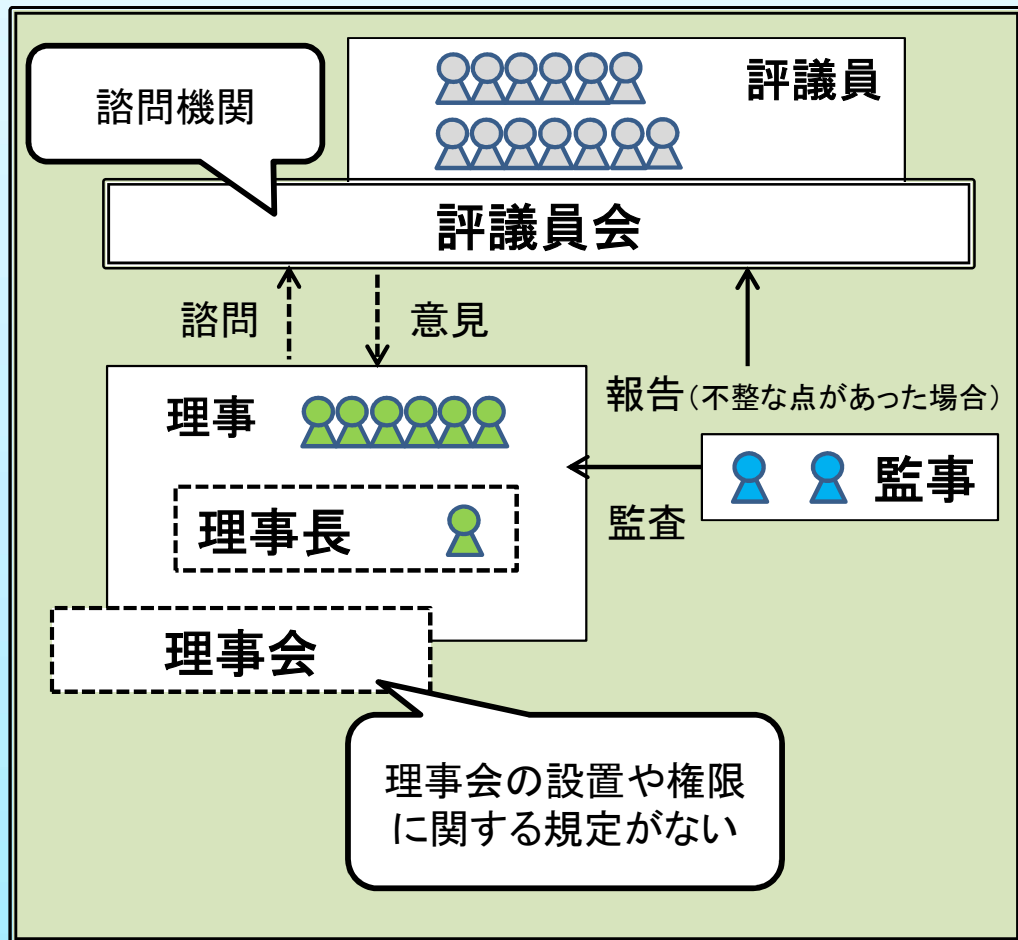 評議員
諮問機関
評議員会
諮問
意見
報告(不整な点があった場合)
理事
監事
監査
理事長
理事会
理事会の設置や権限
に関する規定がない